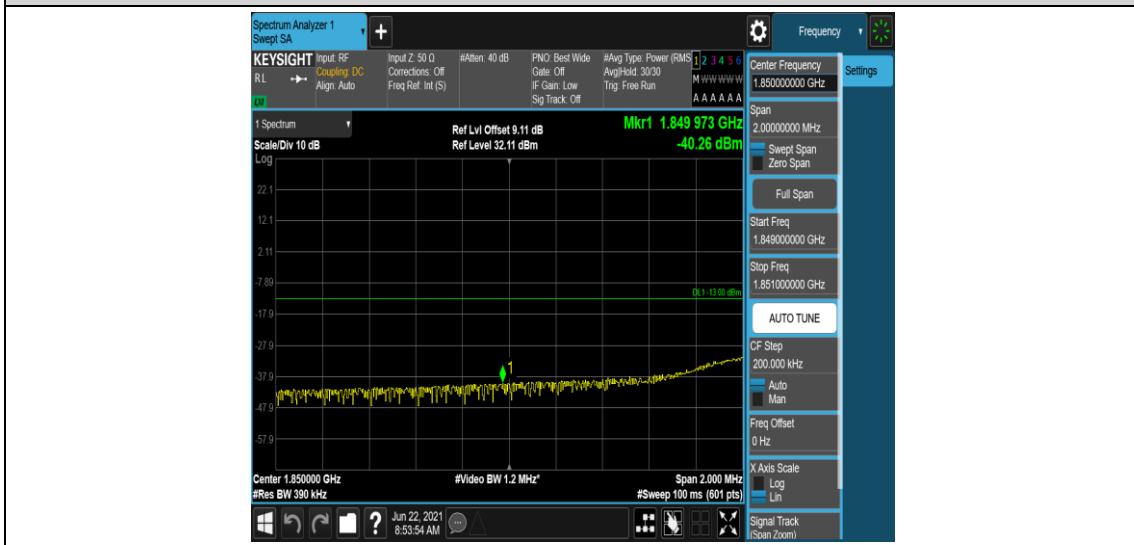 Spectrum Analyzer 1
Swept SA
+
Frequency
KEYSIGHT
RL
LXI
Input: RF
Coupling: DC
Align: Auto
Input Z: 50 Ω
Corrections: Off
Freq Ref: Int (S)
#Atten: 40 dB
PNO: Best Wide
Gate: Off
IF Gain: Low
Sig Track: Off
#Avg Type: Power (RMS
Avg|Hold: 30/30
Trig: Free Run
1 2 3 4 5 6
M W W W W W
A A A A A A
Center Frequency
1.850000000 GHz
Settings
Span
2.00000000 MHz
Swept Span
Zero Span
Full Span
Start Freq
1.849000000 GHz
Stop Freq
1.851000000 GHz
AUTO TUNE
CF Step
200.000 kHz
Auto
Man
Freq Offset
0 Hz
X Axis Scale
Log
Lin
Signal Track
(Span Zoom)
1 Spectrum
Scale/Div 10 dB
Ref Lvl Offset 9.11 dB
Ref Level 32.11 dBm
Mkr1 1.849 973 GHz
-40.26 dBm
Log
22.1
12.1
2.11
-7.89
DL1 -13.00 dBm
-17.9
-27.9
1
-37.9
-47.9
-57.9
Center 1.850000 GHz
#Video BW 1.2 MHz*
Span 2.000 MHz
#Res BW 390 kHz
#Sweep 100 ms (601 pts)
?
Jun 22, 2021
8:53:54 AM